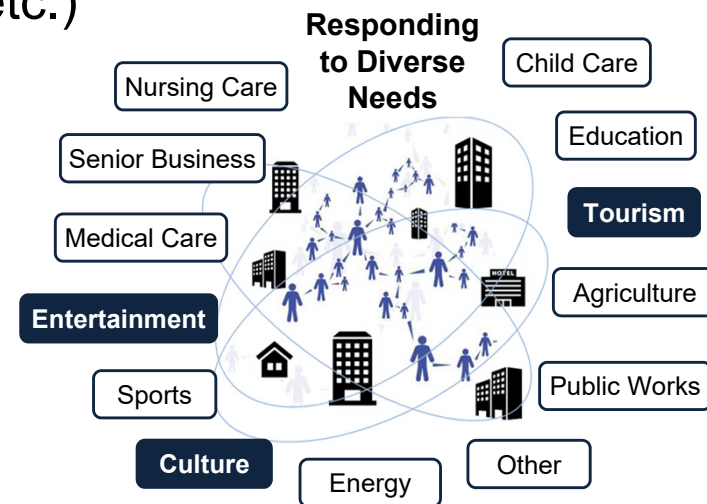 etc.)
Responding
to Diverse
Needs
Child Care
Nursing Care
Education
Senior Business
Tourism
Medical Care
HOTEL
Agriculture
Entertainment
Public Works
Sports
Culture
Other
Energy